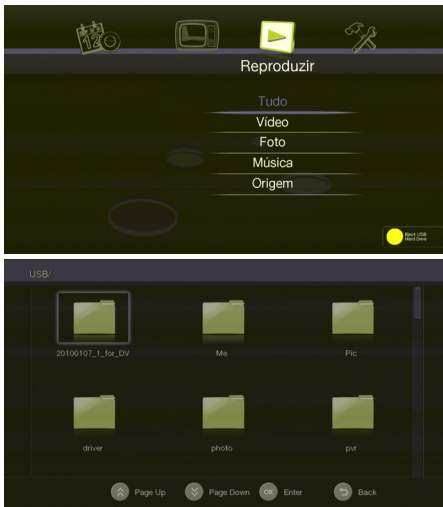 120
Reproduzir
Tudo
Vídeo
Foto
Música
Origem
Eject USB
Hard Drive
USB/
20100107_1_for_DV
Me
Pic
driver
photo
pvr
Page Up
Page Down
OK
Enter
Back